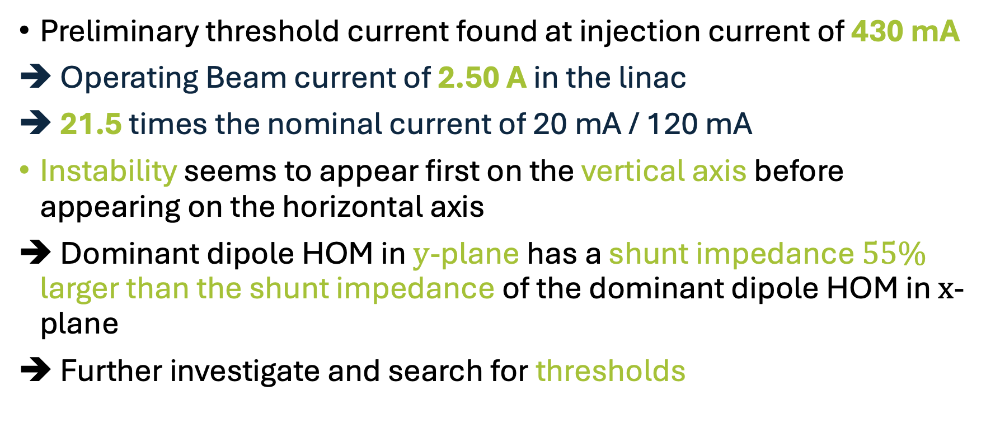 • Preliminary threshold current found at injection current of 430 mA
➔ Operating Beam current of 2.50 A in the linac
➔ 21.5 times the nominal current of 20 mA / 120 mA
• Instability seems to appear first on the vertical axis before
appearing on the horizontal axis
➔ Dominant dipole HOM in y-plane has a shunt impedance 55%
larger than the shunt impedance of the dominant dipole HOM in x-
plane
➔ Further investigate and search for thresholds